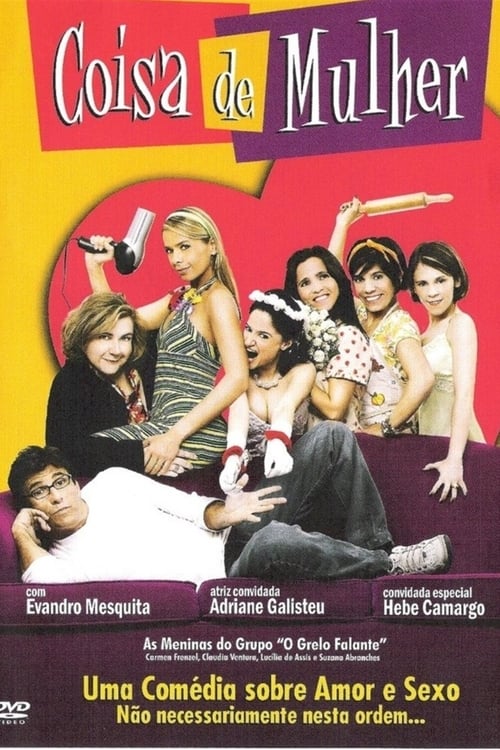 Coisa de Mulher
com
Evandro Mesquita
atriz convidada
Adriane Galisteu
convidada especial
Hebe Camargo
As Meninas do Grupo "O Grelo Falante"
Carmen Frenzel, Claudia Ventura, Lucília de Assis e Suzana Abranches
Uma Comédia sobre Amor e Sexo
Não necessariamente nesta ordem...
DVD
VIDEO